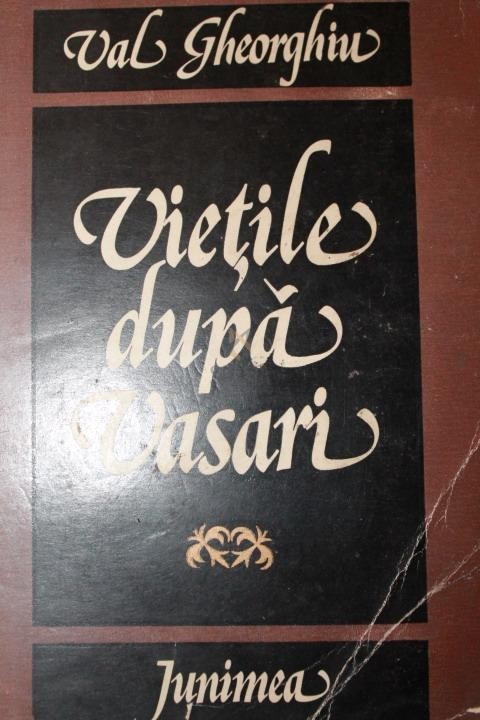 Val Gheorghiu
Viețile
după
Vasari
Junimea